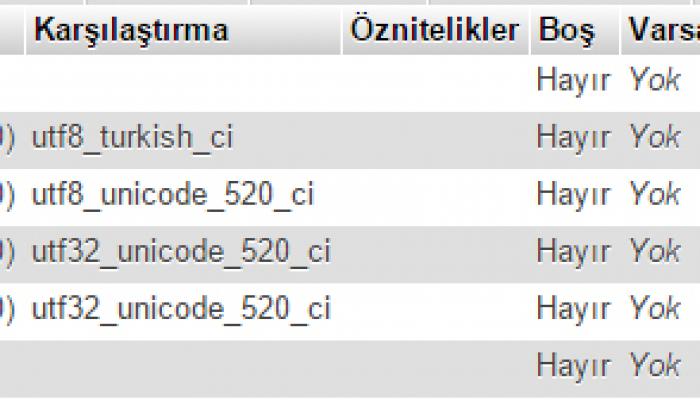 Karşılaştırma Öznitelikler Boş Varsa
Hayır Yok
) utf8_turkish_ci Hayır Yok
) utf8_unicode_520_ci Hayır Yok
) utf32_unicode_520_ci Hayır Yok
) utf32_unicode_520_ci Hayır Yok
Hayır Yok